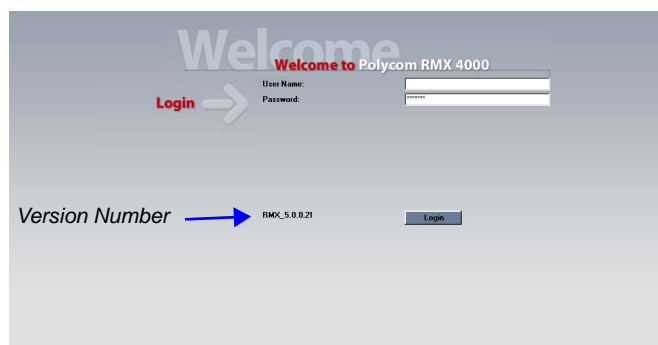 Welcome
Welcome to Polycom RMX 4000
User Name:
Login
Password:
*******
Version Number
RMX_5.0.0.21
Login